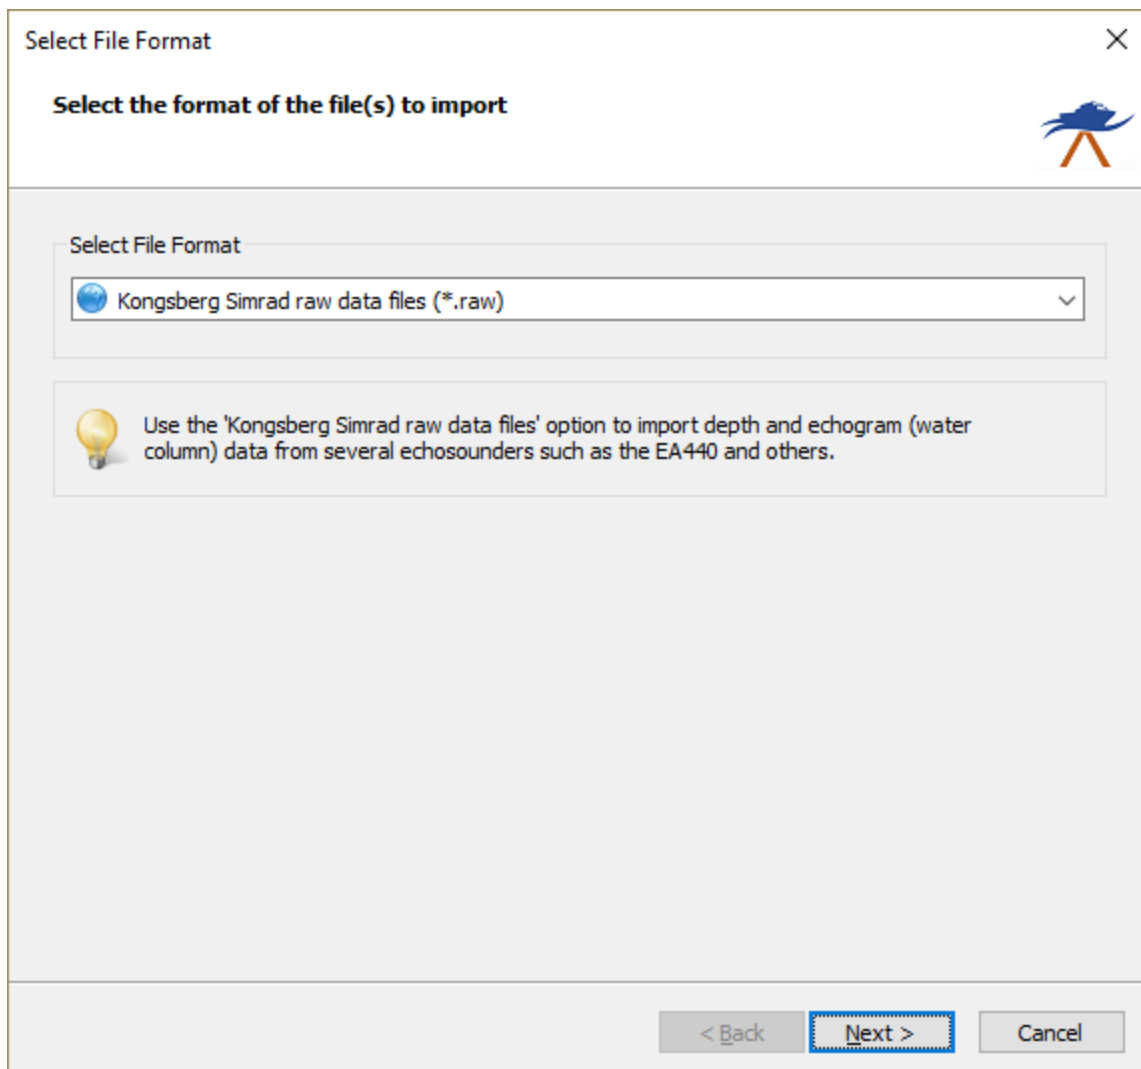 Select File Format
Select the format of the file(s) to import
Select File Format
Kongsberg Simrad raw data files (*.raw)
Use the 'Kongsberg Simrad raw data files' option to import depth and echogram (water
column) data from several echosounders such as the EA440 and others.
< Back
Next >
Cancel